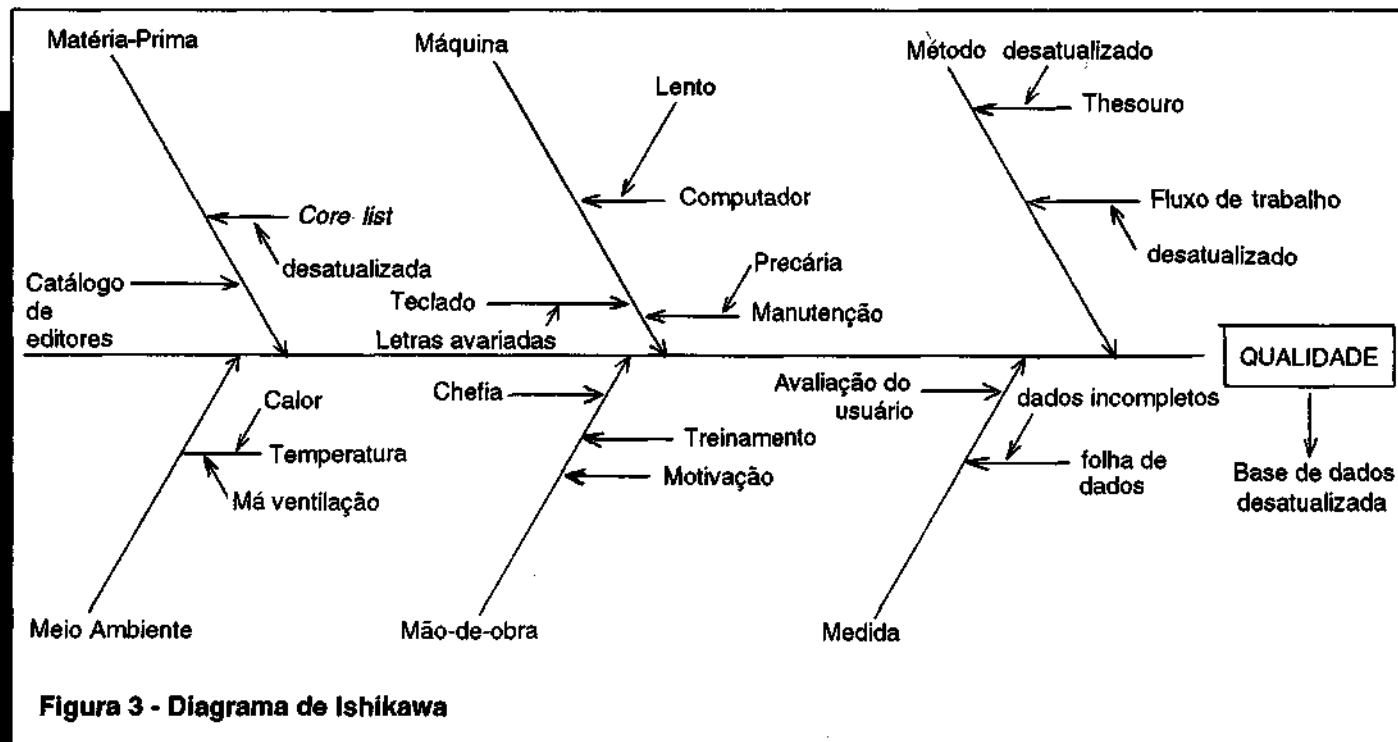 Matéria-Prima
Máquina
Método desatualizado
Lento
Thesouro
Computador
Fluxo de trabalho
Core list
desatualizada
desatualizado
Precária
Catálogo
de
editores
Teclado
Manutenção
Letras avariadas
QUALIDADE
Chefia
Avaliação do
usuário
dados incompletos
Calor
Temperatura
Treinamento
Motivação
folha de
dados
Má ventilação
Base de dados
desatualizada
Meio Ambiente
Mão-de-obra
Medida
Figura 3 - Diagrama de Ishikawa